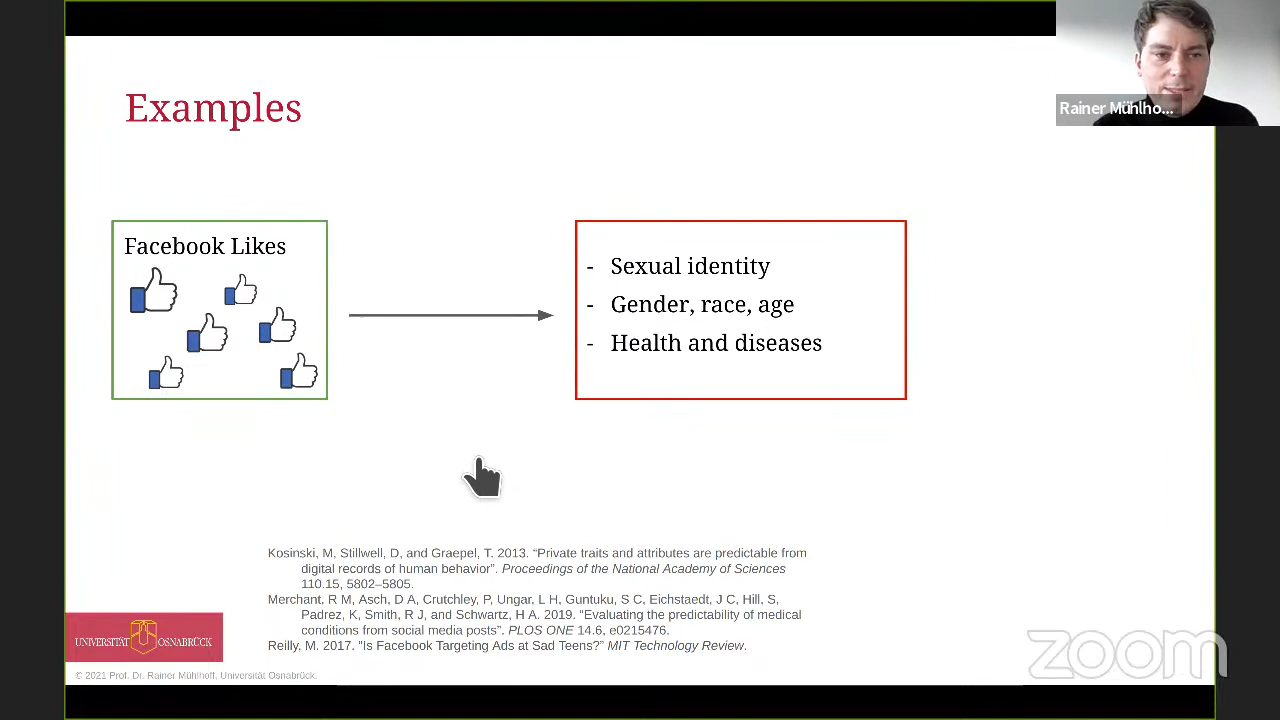 Examples
Rainer Mühlho...
Facebook Likes
- Sexual identity
- Gender, race, age
- Health and diseases
Kosinski, M, Stillwell, D, and Graepel, T. 2013. “Private traits and attributes are predictable from
digital records of human behavior”. Proceedings of the National Academy of Sciences
110.15, 5802–5805.
Merchant, R M, Asch, D A, Crutchley, P, Ungar, L H, Guntuku, S C, Eichstaedt, J C, Hill, S,
Padrez, K, Smith, R J, and Schwartz, H A. 2019. “Evaluating the predictability of medical
conditions from social media posts”. PLOS ONE 14.6, e0215476.
Reilly, M. 2017. “Is Facebook Targeting Ads at Sad Teens?” MIT Technology Review.
UNIVERSITÄT OSNABRÜCK
© 2021 Prof. Dr. Rainer Mühlhoff, Universität Osnabrück.
zoom